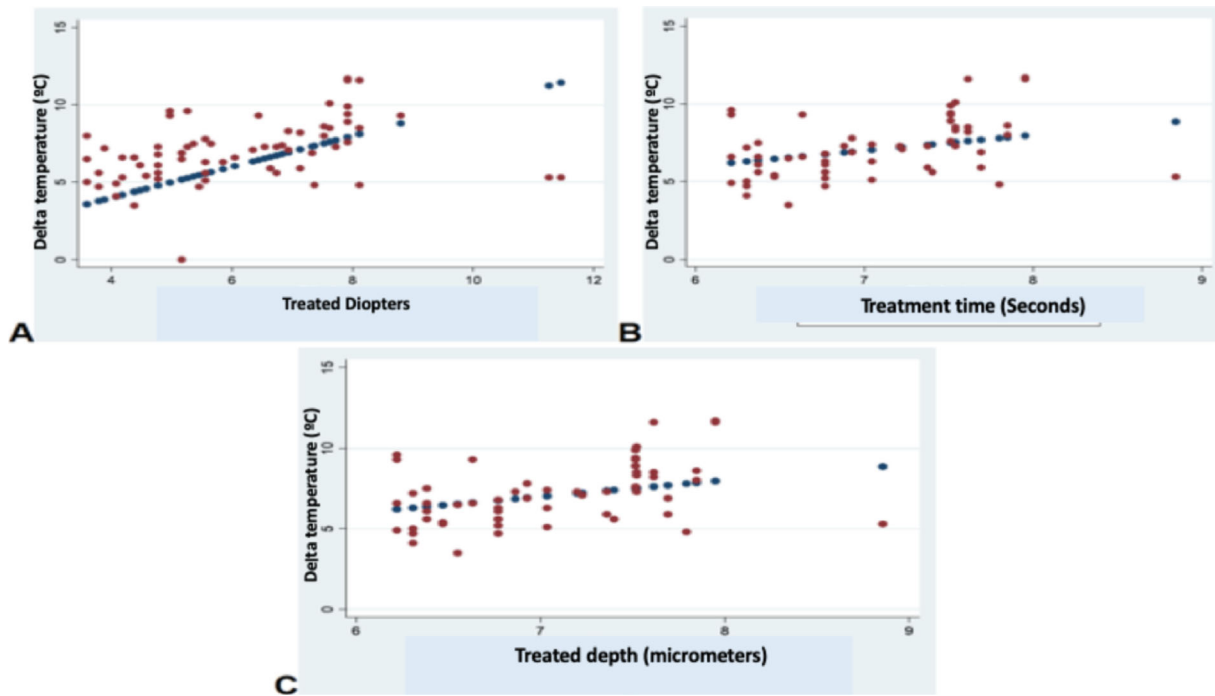 Delta temperature (ºC)
15
10
5
0
4
6
8
10
12
Treated Diopters
A
Delta temperature (ºC)
15
10
5
0
6
7
8
9
Treatment time (Seconds)
B
Delta temperature (ºC)
15
10
5
0
6
7
8
9
Treated depth (micrometers)
C